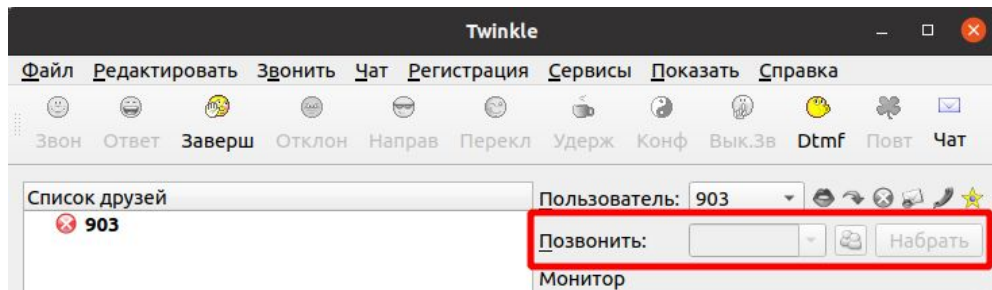 Twinkle
Файл Редактировать Звонить Чат Регистрация Сервисы Показать Справка
Звон Ответ Заверш Отклон Направ Перекл Удерж Конф Вык.Зв Dtmf Повт Чат
Список друзей
903
Пользователь: 903
Позвонить: Набрать
Монитор